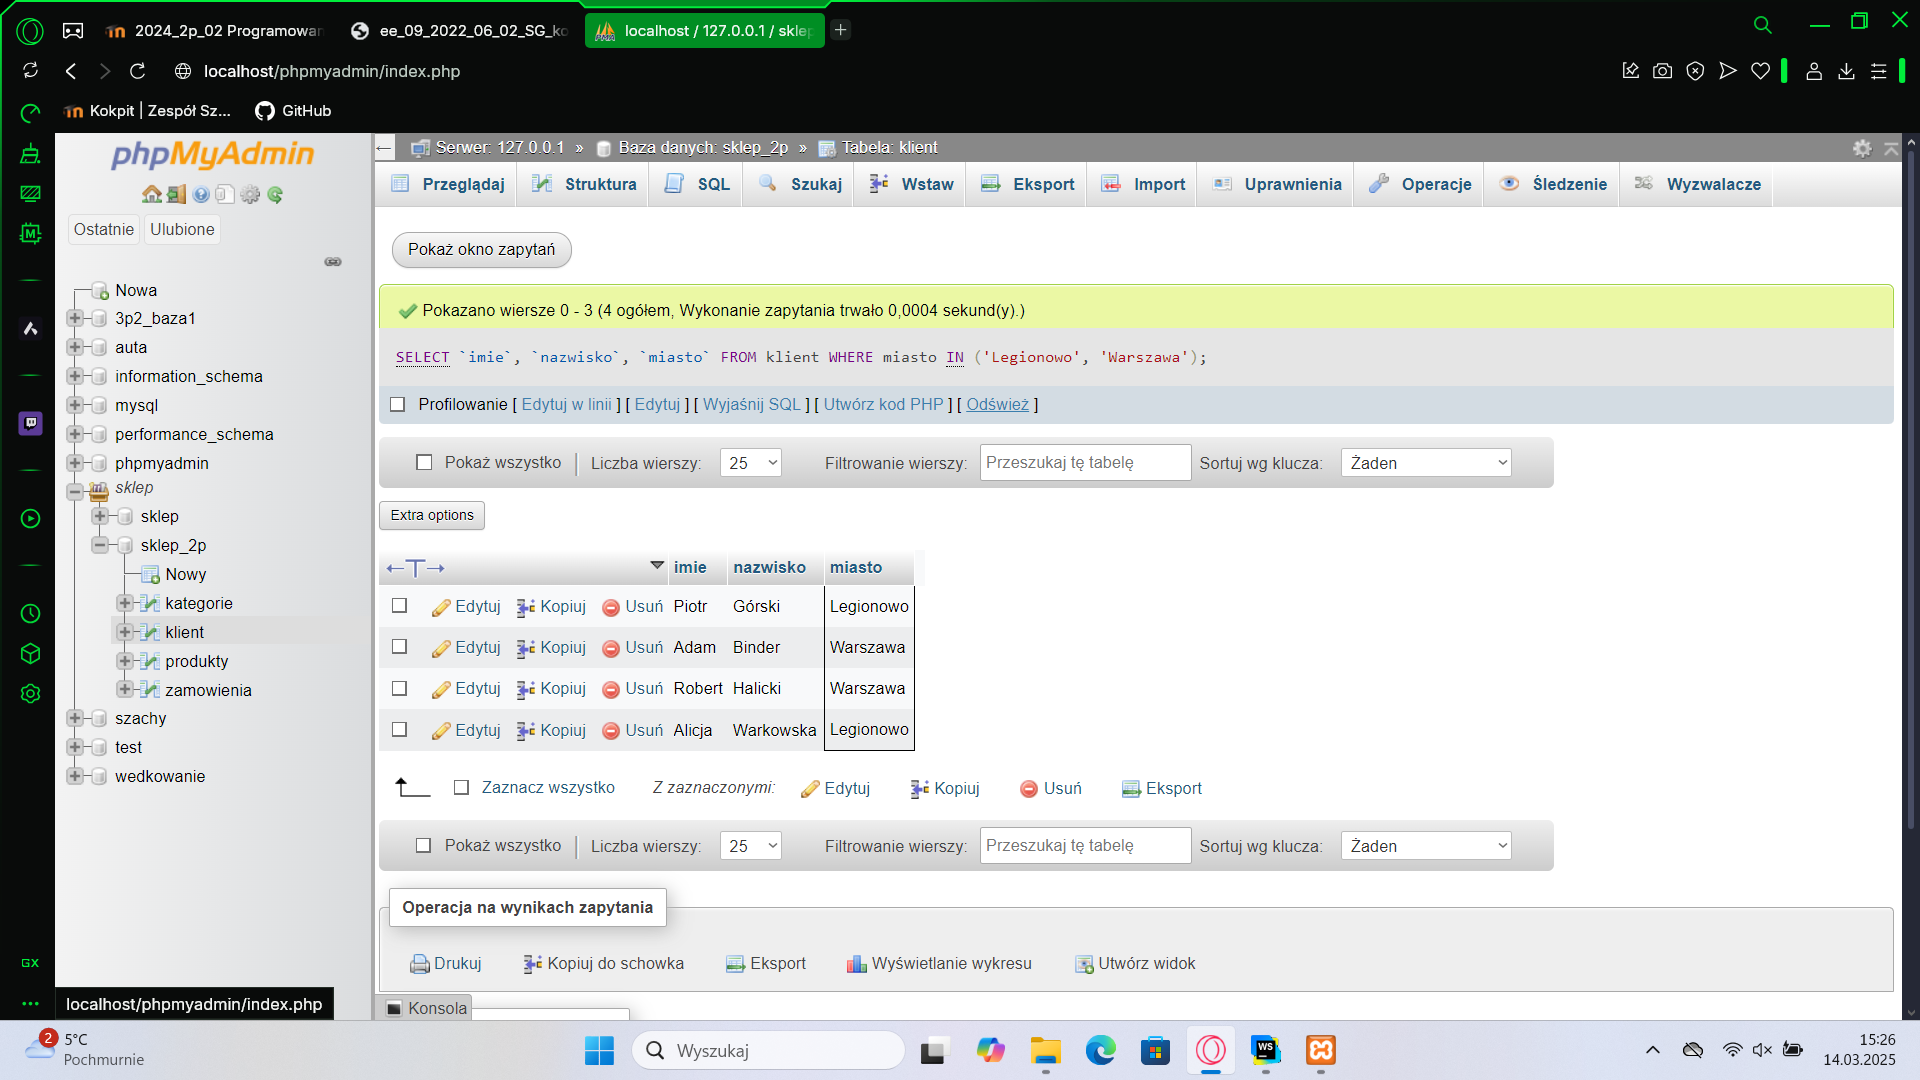 2024_2p_02 Programowan
ee_09_2022_06_02_SG_ko
localhost / 127.0.0.1 / sklep
localhost/phpmyadmin/index.php
Kokpit | Zespół Sz...
GitHub
phpMyAdmin
Ostatnie
Ulubione
Nowa
3p2_baza1
auta
information_schema
mysql
performance_schema
phpmyadmin
sklep
sklep
sklep_2p
Nowy
kategorie
klient
produkty
zamowienia
szachy
test
wedkowanie
Serwer: 127.0.0.1 » Baza danych: sklep_2p » Tabela: klient
Przeglądaj Struktura SQL Szukaj Wstaw Eksport Import Uprawnienia Operacje Śledzenie Wyzwalacze
Pokaż okno zapytań
Pokazano wiersze 0 - 3 (4 ogółem, Wykonanie zapytania trwało 0,0004 sekund(y).)
SELECT `imie`, `nazwisko`, `miasto` FROM klient WHERE miasto IN ('Legionowo', 'Warszawa');
Profilowanie [ Edytuj w linii ] [ Edytuj ] [ Wyjaśnij SQL ] [ Utwórz kod PHP ] [ Odśwież ]
Pokaż wszystko | Liczba wierszy: 25 Filtrowanie wierszy: Przeszukaj tę tabelę Sortuj wg klucza: Żaden
Extra options
←T→ imie nazwisko miasto
Edytuj Kopiuj Usuń Piotr Górski Legionowo
Edytuj Kopiuj Usuń Adam Binder Warszawa
Edytuj Kopiuj Usuń Robert Halicki Warszawa
Edytuj Kopiuj Usuń Alicja Warkowska Legionowo
Zaznacz wszystko Z zaznaczonymi: Edytuj Kopiuj Usuń Eksport
Pokaż wszystko | Liczba wierszy: 25 Filtrowanie wierszy: Przeszukaj tę tabelę Sortuj wg klucza: Żaden
Operacja na wynikach zapytania
Drukuj Kopiuj do schowka Eksport Wyświetlanie wykresu Utwórz widok
Konsola
GX
localhost/phpmyadmin/index.php
2
5°C
Pochmurnie
Wyszukaj
WS
15:26
14.03.2025